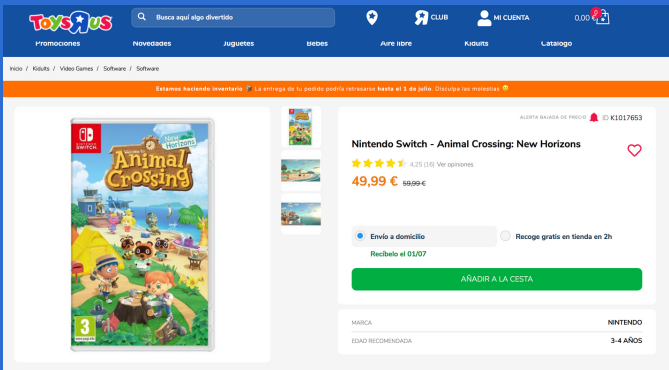 TOYSЯUS
Busca aquí algo divertido
CLUB
MI CUENTA
0,00 €
0
Promociones
Novedades
Juguetes
Bebés
Aire libre
Kidults
Catálogo
Inicio / Kidults / Video Games / Software / Software
Estamos haciendo inventario La entrega de tu pedido podría retrasarse hasta el 1 de julio. Disculpa las molestias
NINTENDO
SWITCH
New
Horizons
Animal
Crossing
3
ALERTA BAJADA DE PRECIO ID K1017653
Nintendo Switch - Animal Crossing: New Horizons
4,25 (16) Ver opiniones
49,99 € 59,99 €
Envío a domicilio
Recoge gratis en tienda en 2h
Recíbelo el 01/07
AÑADIR A LA CESTA
MARCA
NINTENDO
EDAD RECOMENDADA
3-4 AÑOS